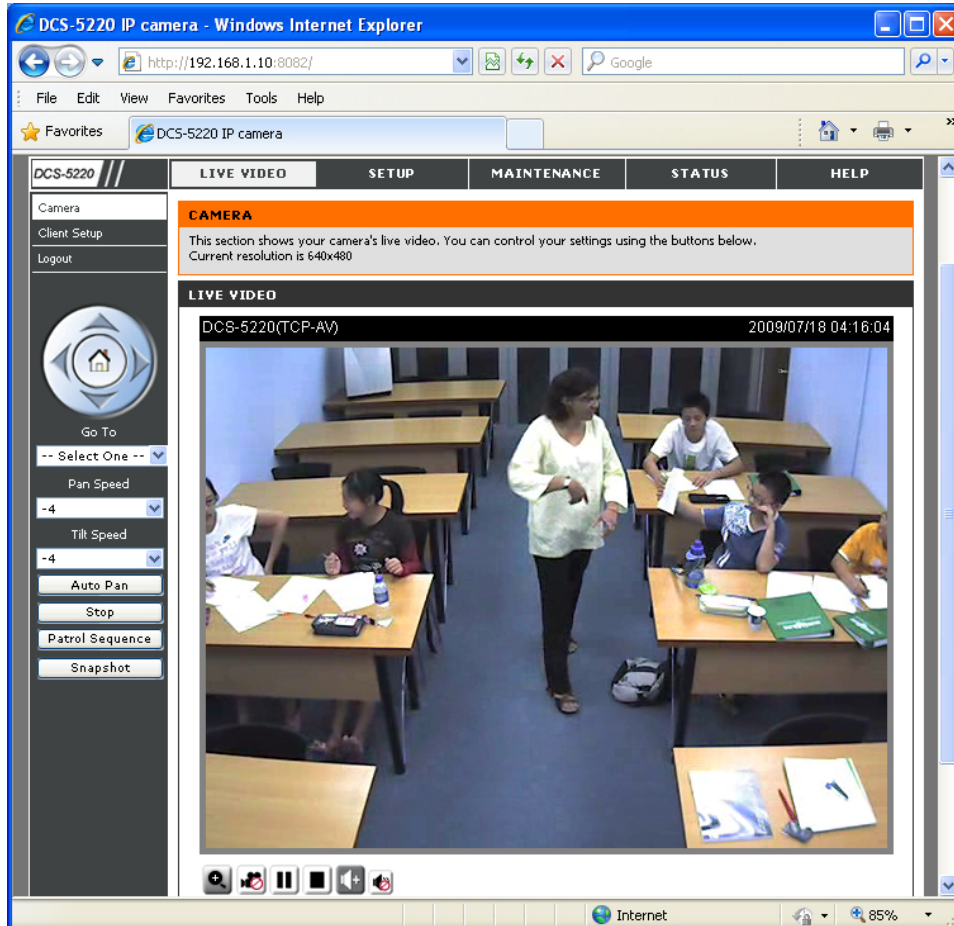 DCS-5220 IP camera - Windows Internet Explorer
http://192.168.1.10:8082/
Google
File Edit View Favorites Tools Help
Favorites
DCS-5220 IP camera
»
DCS-5220
LIVE VIDEO SETUP MAINTENANCE STATUS HELP
Camera
Client Setup
Logout
CAMERA
This section shows your camera's live video. You can control your settings using the buttons below.
Current resolution is 640x480
LIVE VIDEO
DCS-5220(TCP-AV) 2009/07/18 04:16:04
Go To
-- Select One --
Pan Speed
-4
Tilt Speed
-4
Auto Pan
Stop
Patrol Sequence
Snapshot
Internet
85%